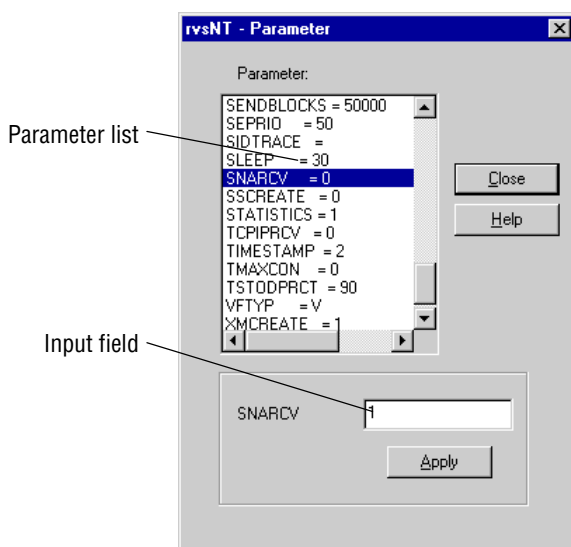 rvsNT - Parameter
Parameter:
SENDBLOCKS = 50000
SEPRIO = 50
SIDTRACE =
SLEEP = 30
SNARCV = 0
SSCREATE = 0
STATISTICS = 1
TCPIPRCV = 0
TIMESTAMP = 2
TMAXCON = 0
TSTODPRCT = 90
VFTYP = V
XMCREATE = 1
Parameter list
Close
Help
Input field
SNARCV
1
Apply